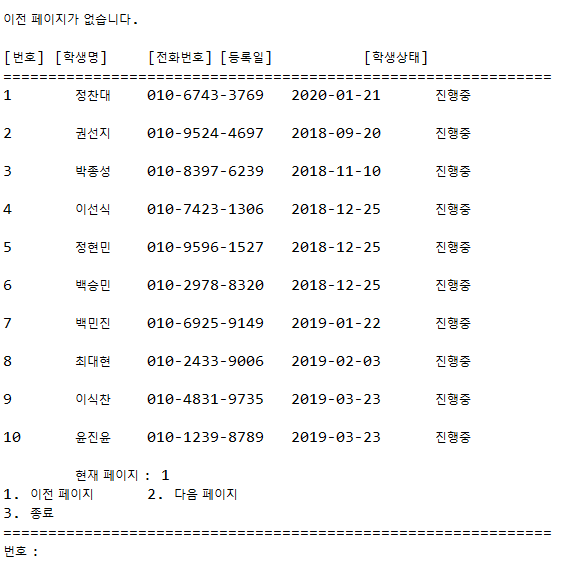 이전 페이지가 없습니다.
[번호] [학생명] [전화번호] [등록일] [학생상태]
=============================================================
1 정찬대 010-6743-3769 2020-01-21 진행중
2 권선지 010-9524-4697 2018-09-20 진행중
3 박종성 010-8397-6239 2018-11-10 진행중
4 이선식 010-7423-1306 2018-12-25 진행중
5 정현민 010-9596-1527 2018-12-25 진행중
6 백승민 010-2978-8320 2018-12-25 진행중
7 백민진 010-6925-9149 2019-01-22 진행중
8 최대현 010-2433-9006 2019-02-03 진행중
9 이식찬 010-4831-9735 2019-03-23 진행중
10 윤진윤 010-1239-8789 2019-03-23 진행중
현재 페이지 : 1
1. 이전 페이지 2. 다음 페이지
3. 종료
=============================================================
번호 :